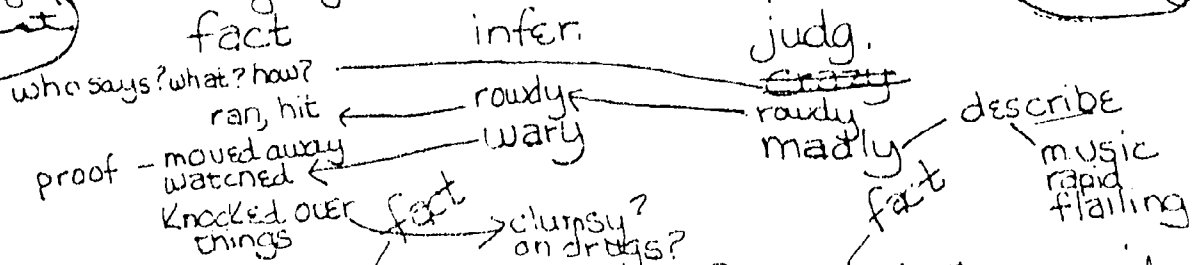 fact infer. judg.
who says? what? how? crazy
ran, hit rowdy rowdy describe
proof - moved away wary madly music
watched rapid
Knocked over fact clumsy? fact flailing
things on drugs?